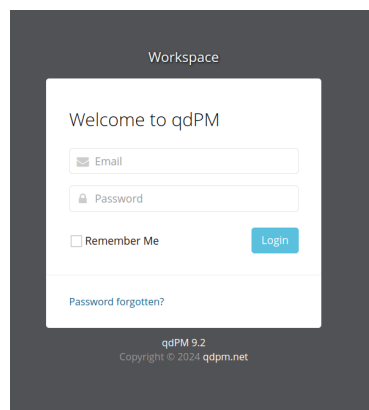 Workspace
Welcome to qdPM
Email
Password
Remember Me
Login
Password forgotten?
qdPM 9.2
Copyright © 2024 qdpm.net